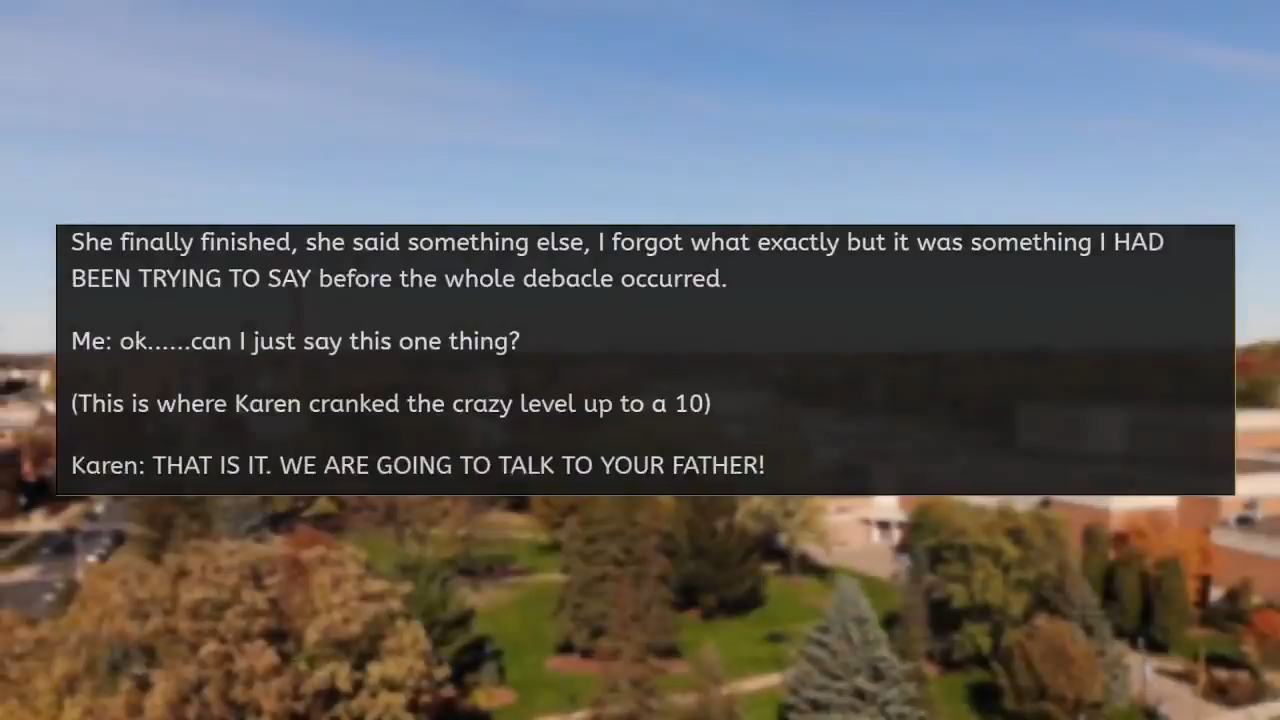 She finally finished, she said something else, I forgot what exactly but it was something I HAD
BEEN TRYING TO SAY before the whole debacle occurred.
Me: ok......can I just say this one thing?
(This is where Karen cranked the crazy level up to a 10)
Karen: THAT IS IT. WE ARE GOING TO TALK TO YOUR FATHER!